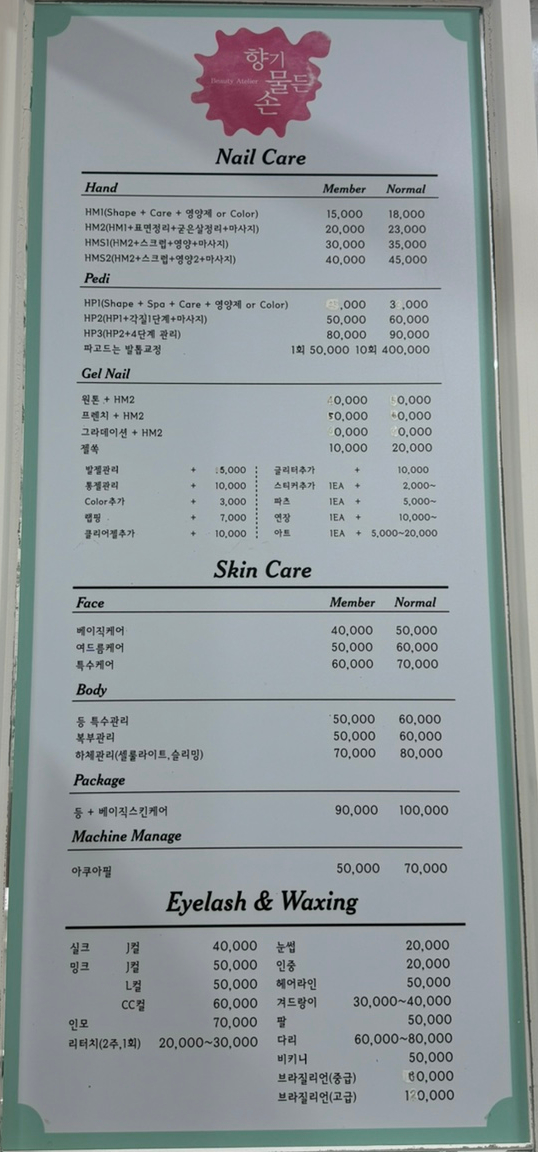 향기
물든
손
Beauty Atelier
Nail Care
Hand Member Normal
HM1(Shape + Care + 영양제 or Color) 15,000 18,000
HM2(HM1+표면정리+굳은살정리+마사지) 20,000 23,000
HMS1(HM2+스크럽+영양+마사지) 30,000 35,000
HMS2(HM2+스크럽+영양2+마사지) 40,000 45,000
Pedi
HP1(Shape + Spa + Care + 영양제 or Color)
HP2(HP1+각질1단계+마사지) 50,000 60,000
HP3(HP2+4단계 관리) 80,000 90,000
파고드는 발톱교정 1회 50,000 10회 400,000
Gel Nail
원톤 + HM2
프렌치 + HM2
그라데이션 + HM2
젤쏙 10,000 20,000
발젤관리 + 글리터추가 + 10,000
통젤관리 + 10,000 스티커추가 1EA + 2,000~
Color추가 + 3,000 파츠 1EA + 5,000~
랩핑 + 7,000 연장 1EA + 10,000~
클리어젤추가 + 10,000 아트 1EA + 5,000~20,000
Skin Care
Face Member Normal
베이직케어 40,000 50,000
여드름케어 50,000 60,000
특수케어 60,000 70,000
Body
등 특수관리 50,000 60,000
복부관리 50,000 60,000
하체관리(셀룰라이트,슬리밍) 70,000 80,000
Package
등 + 베이직스킨케어 90,000 100,000
Machine Manage
아쿠아필 50,000 70,000
Eyelash & Waxing
실크 J컬 40,000 눈썹 20,000
밍크 J컬 50,000 인중 20,000
L컬 50,000 헤어라인 50,000
CC컬 60,000 겨드랑이 30,000~40,000
인모 70,000 팔 50,000
리터치(2주,1회) 20,000~30,000 다리 60,000~80,000
비키니 50,000
브라질리언(중급)
브라질리언(고급)